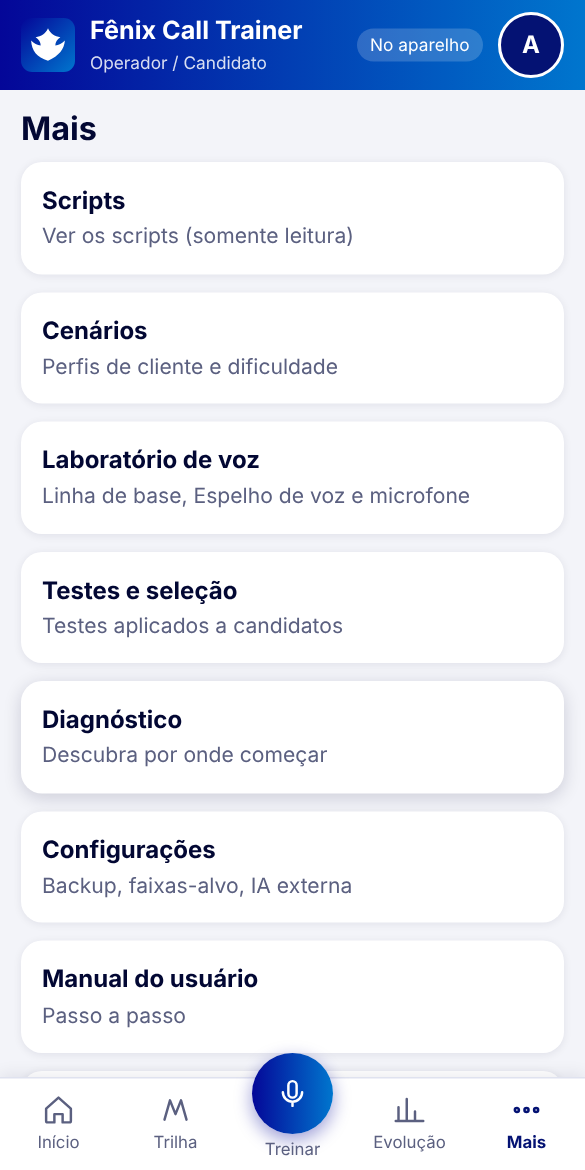 Fênix Call Trainer
Operador / Candidato
No aparelho
A
Mais
Scripts
Ver os scripts (somente leitura)
Cenários
Perfis de cliente e dificuldade
Laboratório de voz
Linha de base, Espelho de voz e microfone
Testes e seleção
Testes aplicados a candidatos
Diagnóstico
Descubra por onde começar
Configurações
Backup, faixas-alvo, IA externa
Manual do usuário
Passo a passo
Início
Trilha
Treinar
Evolução
Mais